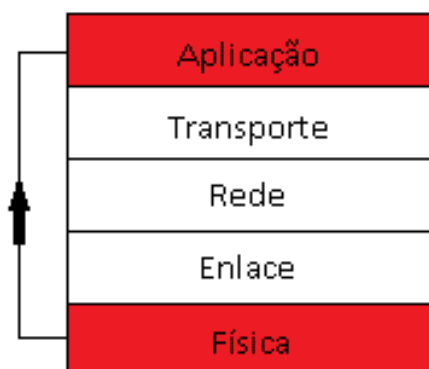 Aplicação
Transporte
Rede
Enlace
Física